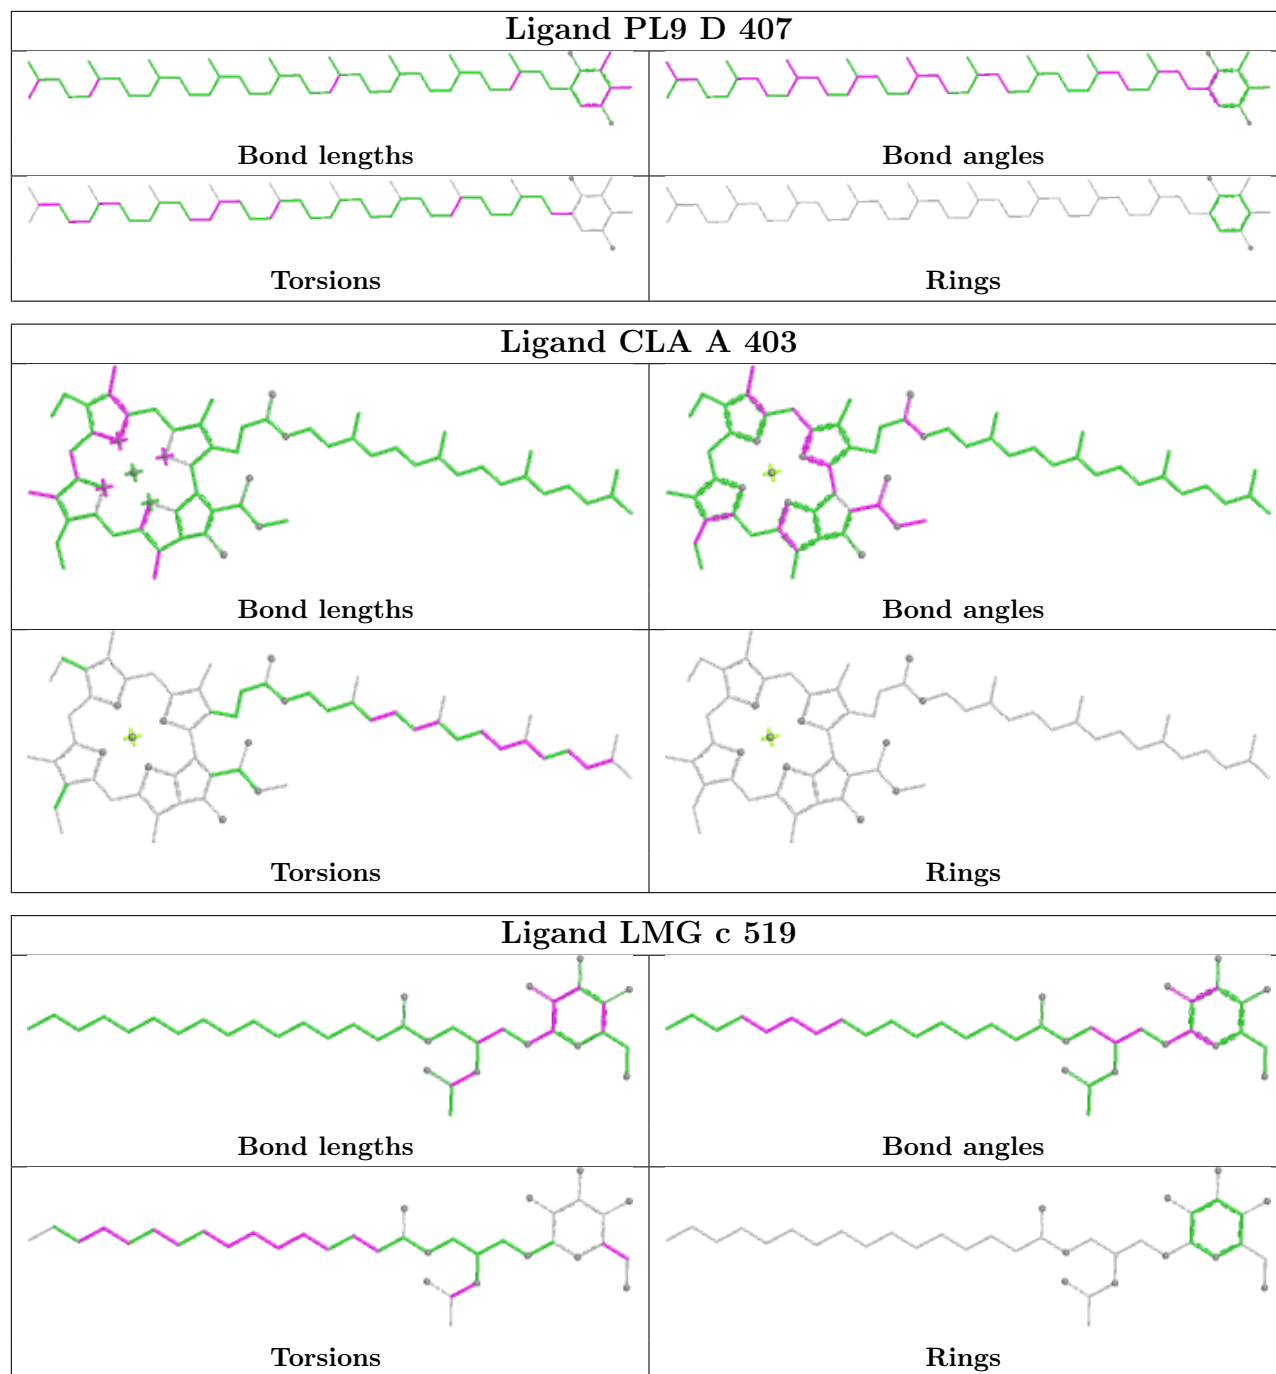 Ligand PL9 D 407
Bond lengths
Bond angles
Torsions
Rings
Ligand CLA A 403
Bond lengths
Bond angles
Torsions
Rings
Ligand LMG c 519
Bond lengths
Bond angles
Torsions
Rings